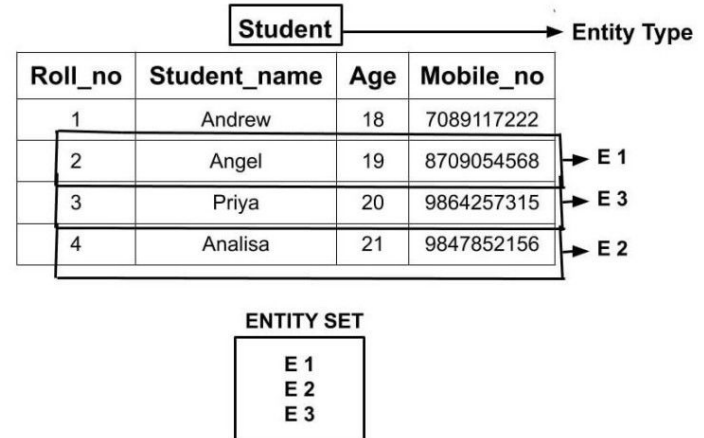 Student Entity Type
Roll_no Student_name Age Mobile_no
1 Andrew 18 7089117222
2 Angel 19 8709054568 E 1
3 Priya 20 9864257315 E 3
4 Analisa 21 9847852156 E 2
ENTITY SET
E 1
E 2
E 3